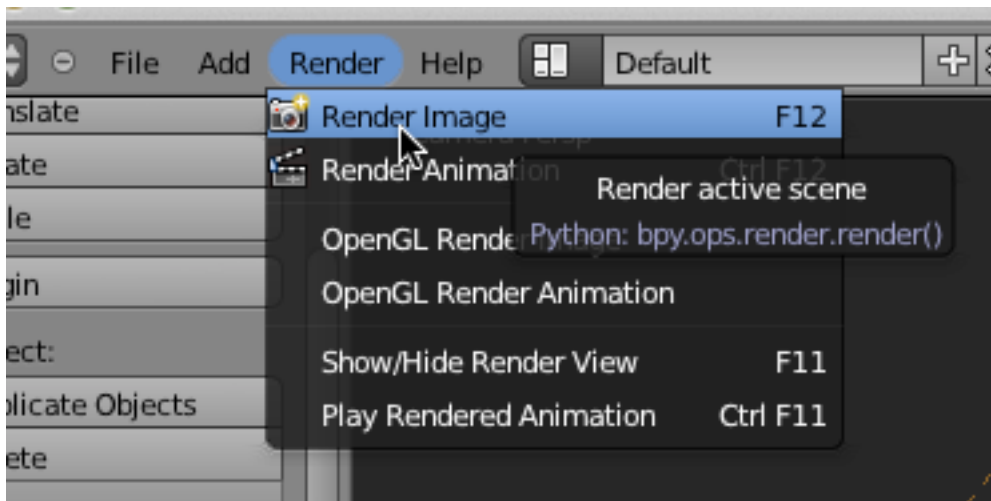 File Add Render Help Default
nslate
Render Image F12
ate
Render Animation Ctrl F12
Render active scene
le
Python: bpy.ops.render.render()
OpenGL Render Image
gin
OpenGL Render Animation
ect:
Show/Hide Render View F11
plicate Objects
Play Rendered Animation Ctrl F11
ete